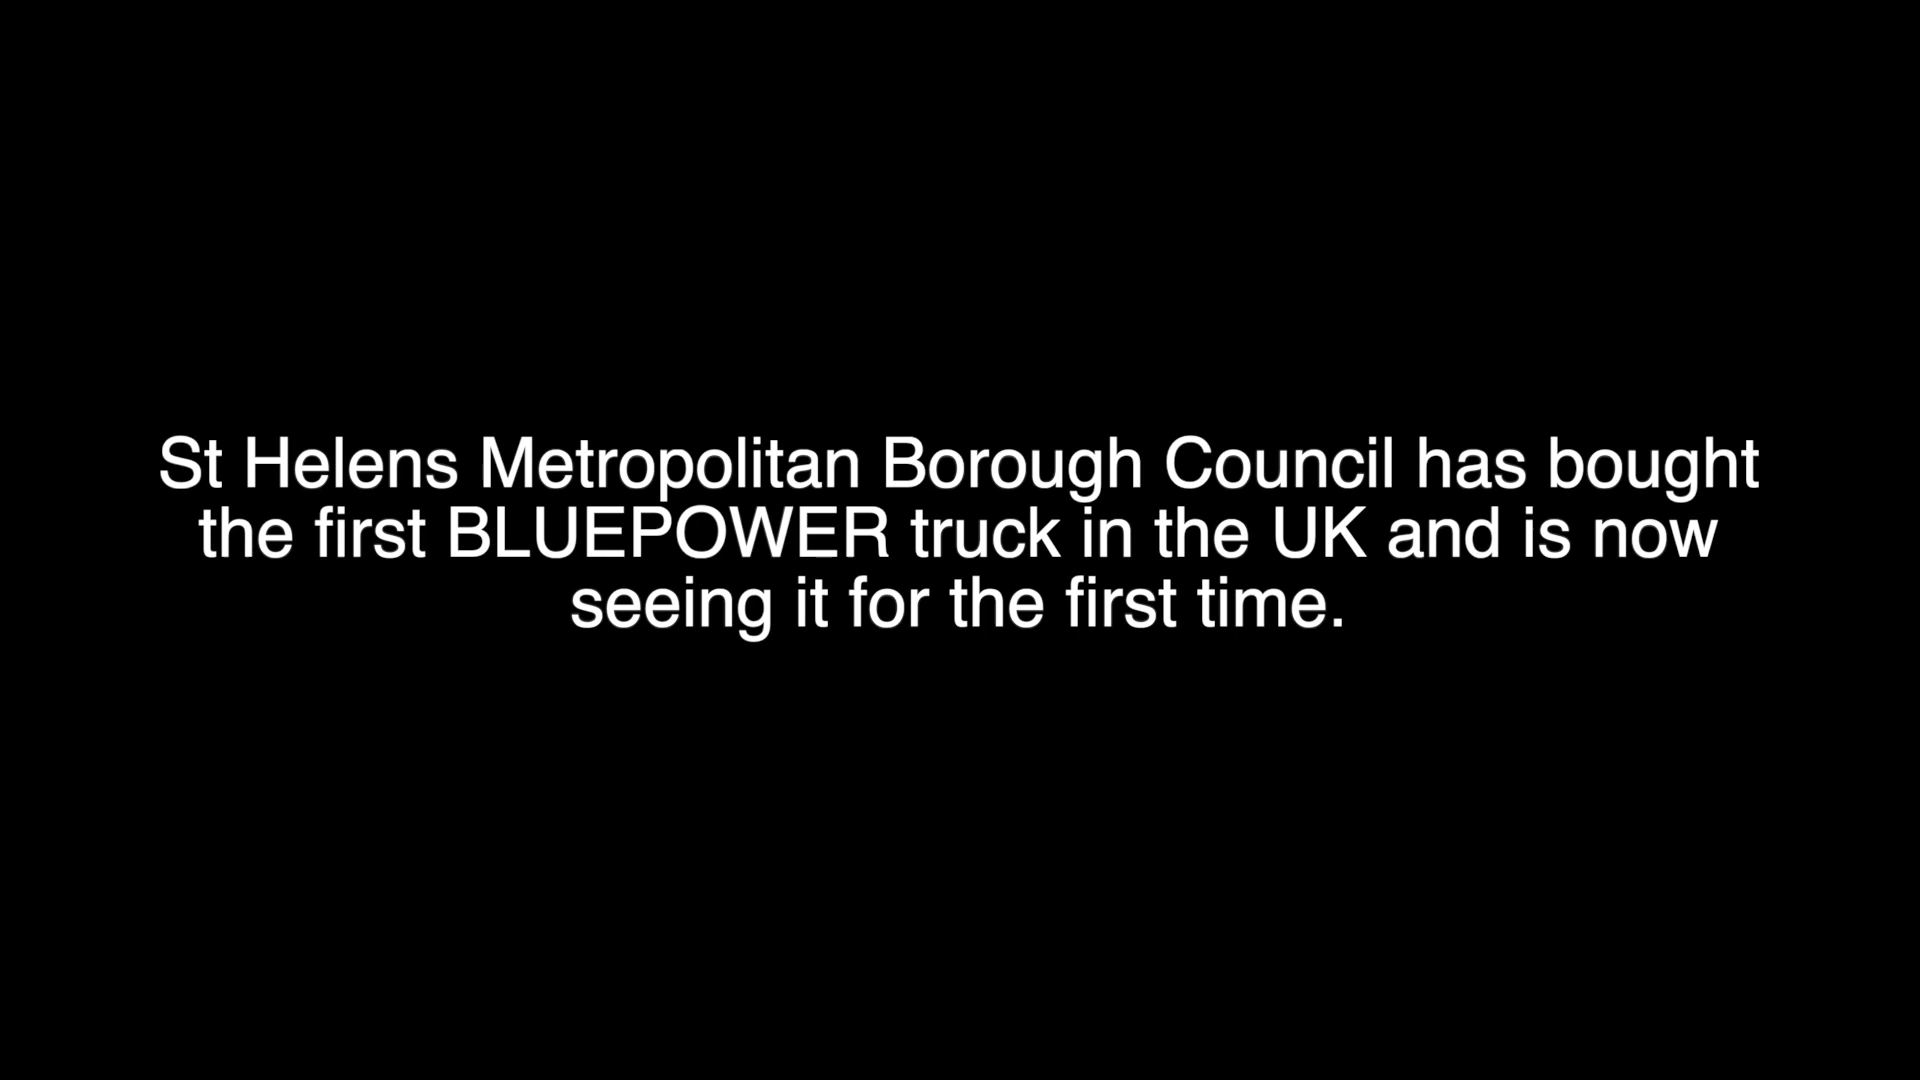 St Helens Metropolitan Borough Council has bought
the first BLUEPOWER truck in the UK and is now
seeing it for the first time.